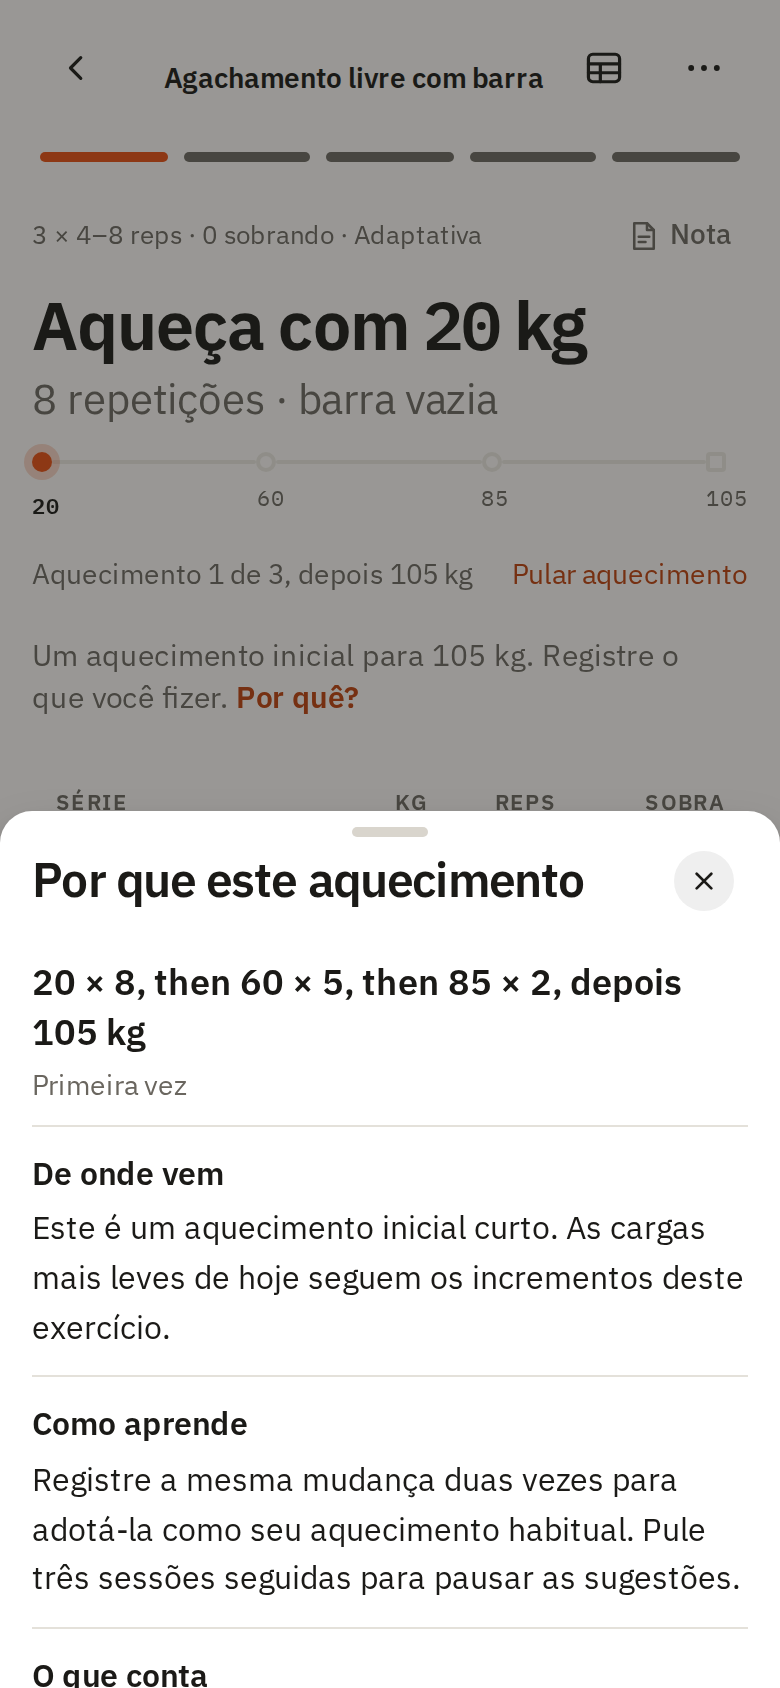 Agachamento livre com barra
3 × 4–8 reps · 0 sobrando · Adaptativa
Nota
Aqueça com 20 kg
8 repetições · barra vazia
20
60
85
105
Aquecimento 1 de 3, depois 105 kg
Pular aquecimento
Um aquecimento inicial para 105 kg. Registre o
que você fizer. Por quê?
SÉRIE KG REPS SOBRA
Por que este aquecimento
20 × 8, then 60 × 5, then 85 × 2, depois
105 kg
Primeira vez
De onde vem
Este é um aquecimento inicial curto. As cargas
mais leves de hoje seguem os incrementos deste
exercício.
Como aprende
Registre a mesma mudança duas vezes para
adotá-la como seu aquecimento habitual. Pule
três sessões seguidas para pausar as sugestões.
O que conta